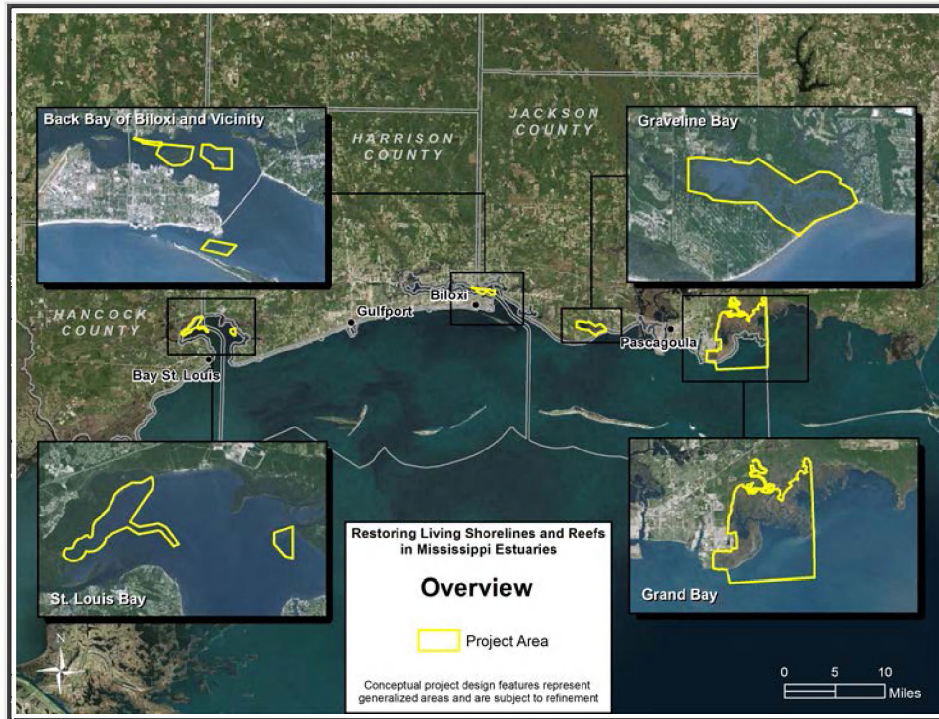 Back Bay of Biloxi and Vicinity
HARRISON
COUNTY
JACKSON
COUNTY
Graveline Bay
HANCOCK
COUNTY
Biloxi
Gulfport
Pascagoula
Bay St. Louis
St. Louis Bay
Grand Bay
Restoring Living Shorelines and Reefs
in Mississippi Estuaries
Overview
Project Area
Conceptual project design features represent
generalized areas and are subject to refinement
N
0 5 10
Miles